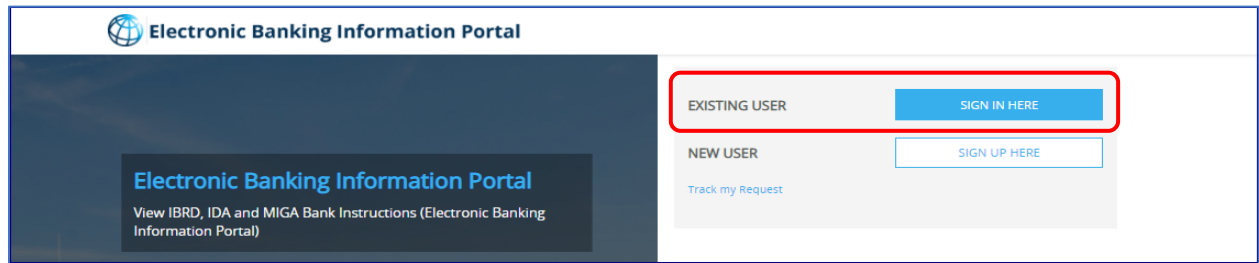 Electronic Banking Information Portal
EXISTING USER
SIGN IN HERE
NEW USER
SIGN UP HERE
Track my Request
Electronic Banking Information Portal
View IBRD, IDA and MIGA Bank Instructions (Electronic Banking
Information Portal)